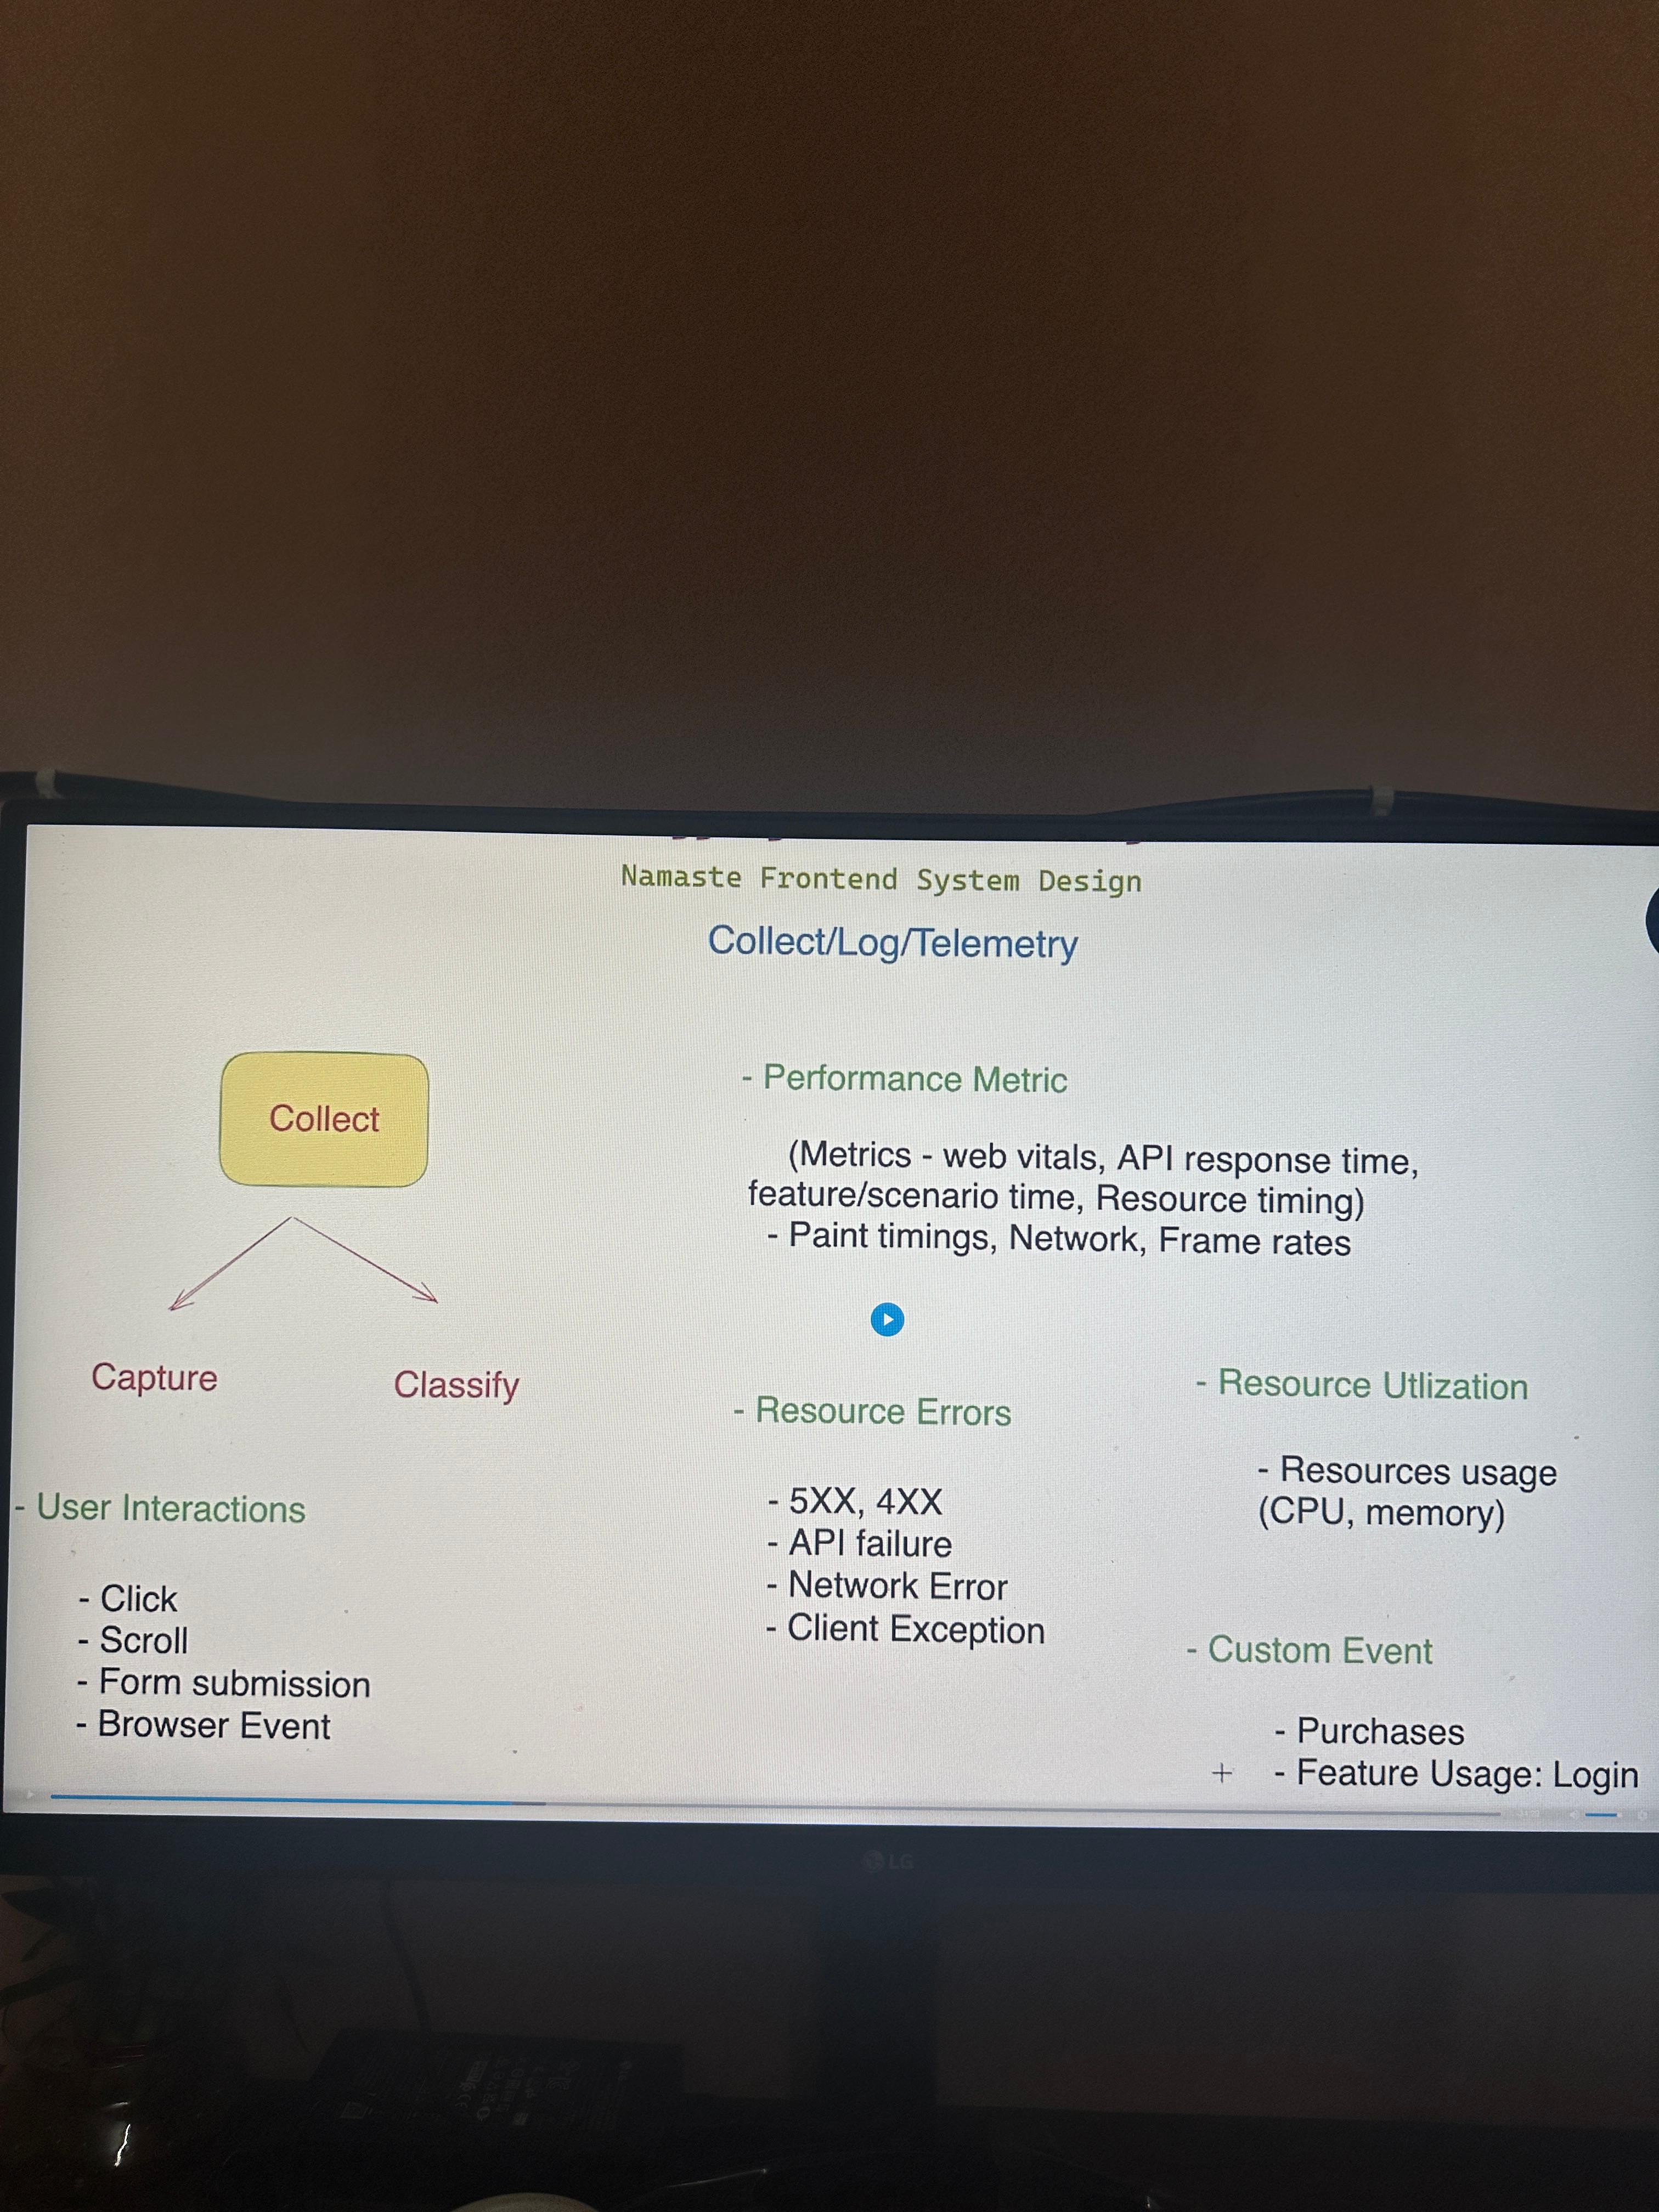 Namaste Frontend System Design
Collect/Log/Telemetry
Collect
Capture
Classify
- User Interactions
- Click
- Scroll
- Form submission
- Browser Event
- Performance Metric
(Metrics - web vitals, API response time,
feature/scenario time, Resource timing)
- Paint timings, Network, Frame rates
- Resource Errors
- 5XX, 4XX
- API failure
- Network Error
- Client Exception
- Resource Utlization
- Resources usage
(CPU, memory)
- Custom Event
- Purchases
- Feature Usage: Login
LG